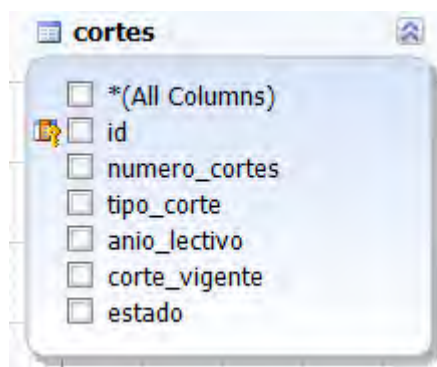 cortes
*(All Columns)
id
numero_cortes
tipo_corte
anio_lectivo
corte_vigente
estado